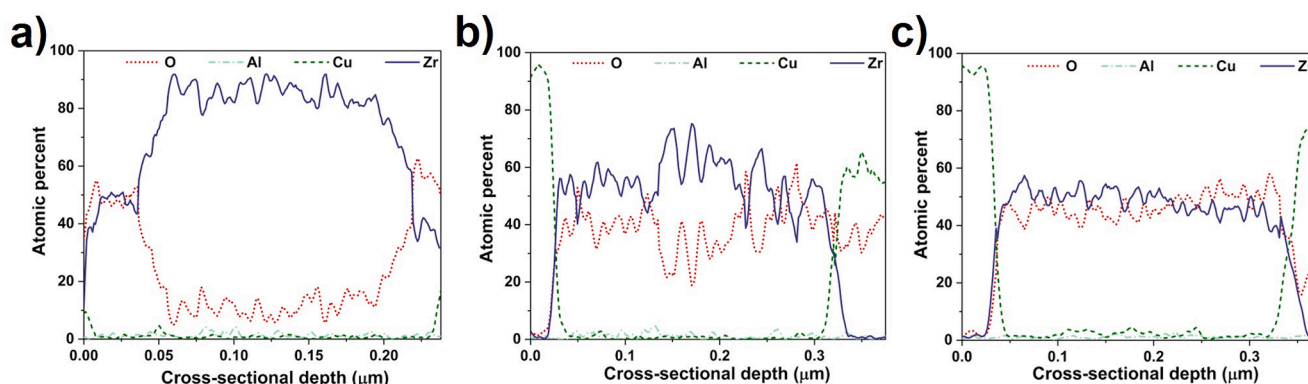 a)
100
80
60
40
20
0
Atomic percent
O Al Cu Zr
0.00 0.05 0.10 0.15 0.20
Cross-sectional depth (µm)
b)
100
80
60
40
20
0
Atomic percent
O Al Cu Zr
0.0 0.1 0.2 0.3
Cross-sectional depth (µm)
c)
100
80
60
40
20
0
Atomic percent
O Al Cu Z
0.0 0.1 0.2 0.3
Cross-sectional depth (µm)